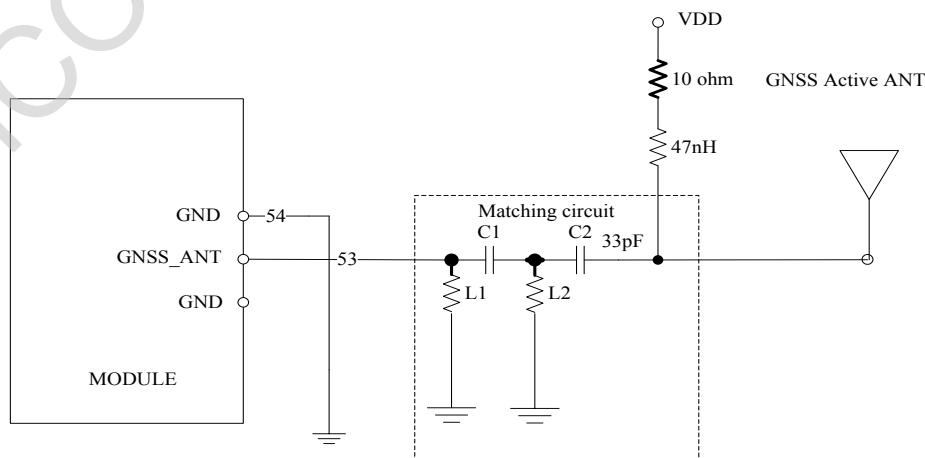 VDD
10 ohm
GNSS Active ANT
47nH
Matching circuit
C1
C2
33pF
GND
54
GNSS_ANT
53
L1
L2
GND
MODULE